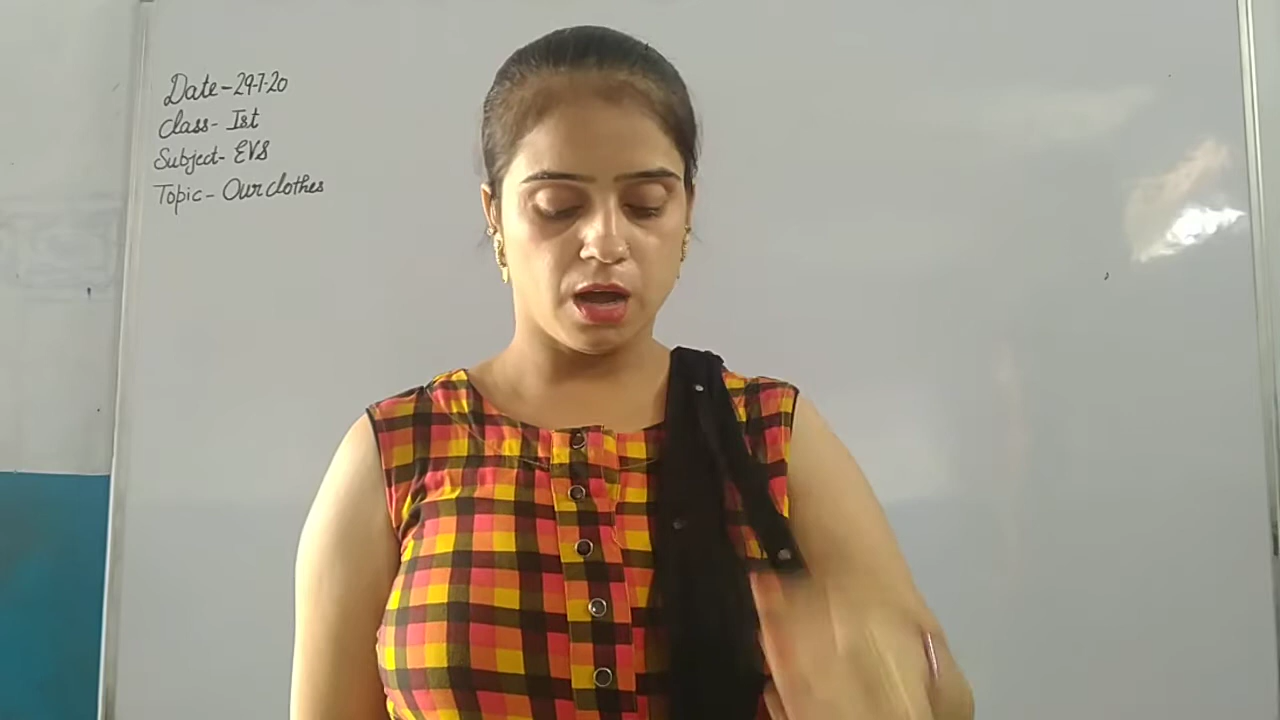 Date-29-7-20
Class- Ist
Subject- EVS
Topic- Our clothes